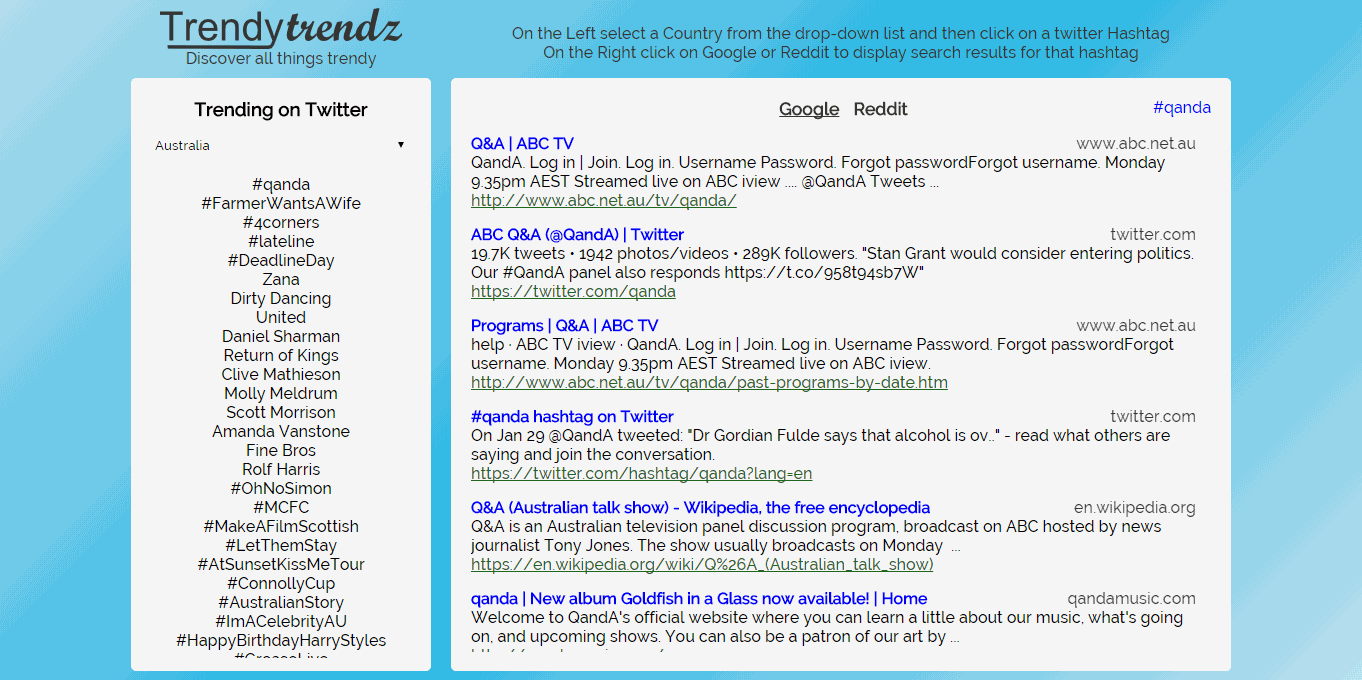 Trendytrendz
Discover all things trendy
On the Left select a Country from the drop-down list and then click on a twitter Hashtag
On the Right click on Google or Reddit to display search results for that hashtag
Trending on Twitter
Australia
#qanda
#FarmerWantsAWife
#4corners
#lateline
#DeadlineDay
Zana
Dirty Dancing
United
Daniel Sharman
Return of Kings
Clive Mathieson
Molly Meldrum
Scott Morrison
Amanda Vanstone
Fine Bros
Rolf Harris
#OhNoSimon
#MCFC
#MakeAFilmScottish
#LetThemStay
#AtSunsetKissMeTour
#ConnollyCup
#AustralianStory
#ImACelebrityAU
#HappyBirthdayHarryStyles
Google Reddit
#qanda
Q&A | ABC TV www.abc.net.au
QandA. Log in | Join. Log in. Username Password. Forgot passwordForgot username. Monday
9.35pm AEST Streamed live on ABC iview .... @QandA Tweets ...
http://www.abc.net.au/tv/qanda/
ABC Q&A (@QandA) | Twitter twitter.com
19.7K tweets • 1942 photos/videos • 289K followers. "Stan Grant would consider entering politics.
Our #QandA panel also responds https://t.co/958t94sb7W"
https://twitter.com/qanda
Programs | Q&A | ABC TV www.abc.net.au
help · ABC TV iview · QandA. Log in | Join. Log in. Username Password. Forgot passwordForgot
username. Monday 9.35pm AEST Streamed live on ABC iview.
http://www.abc.net.au/tv/qanda/past-programs-by-date.htm
#qanda hashtag on Twitter twitter.com
On Jan 29 @QandA tweeted: "Dr Gordian Fulde says that alcohol is ov.." - read what others are
saying and join the conversation.
https://twitter.com/hashtag/qanda?lang=en
Q&A (Australian talk show) - Wikipedia, the free encyclopedia en.wikipedia.org
Q&A is an Australian television panel discussion program, broadcast on ABC hosted by news
journalist Tony Jones. The show usually broadcasts on Monday ...
https://en.wikipedia.org/wiki/Q%26A_(Australian_talk_show)
qanda | New album Goldfish in a Glass now available! | Home qandamusic.com
Welcome to QandA's official website where you can learn a little about our music, what's going
on, and upcoming shows. You can also be a patron of our art by ...